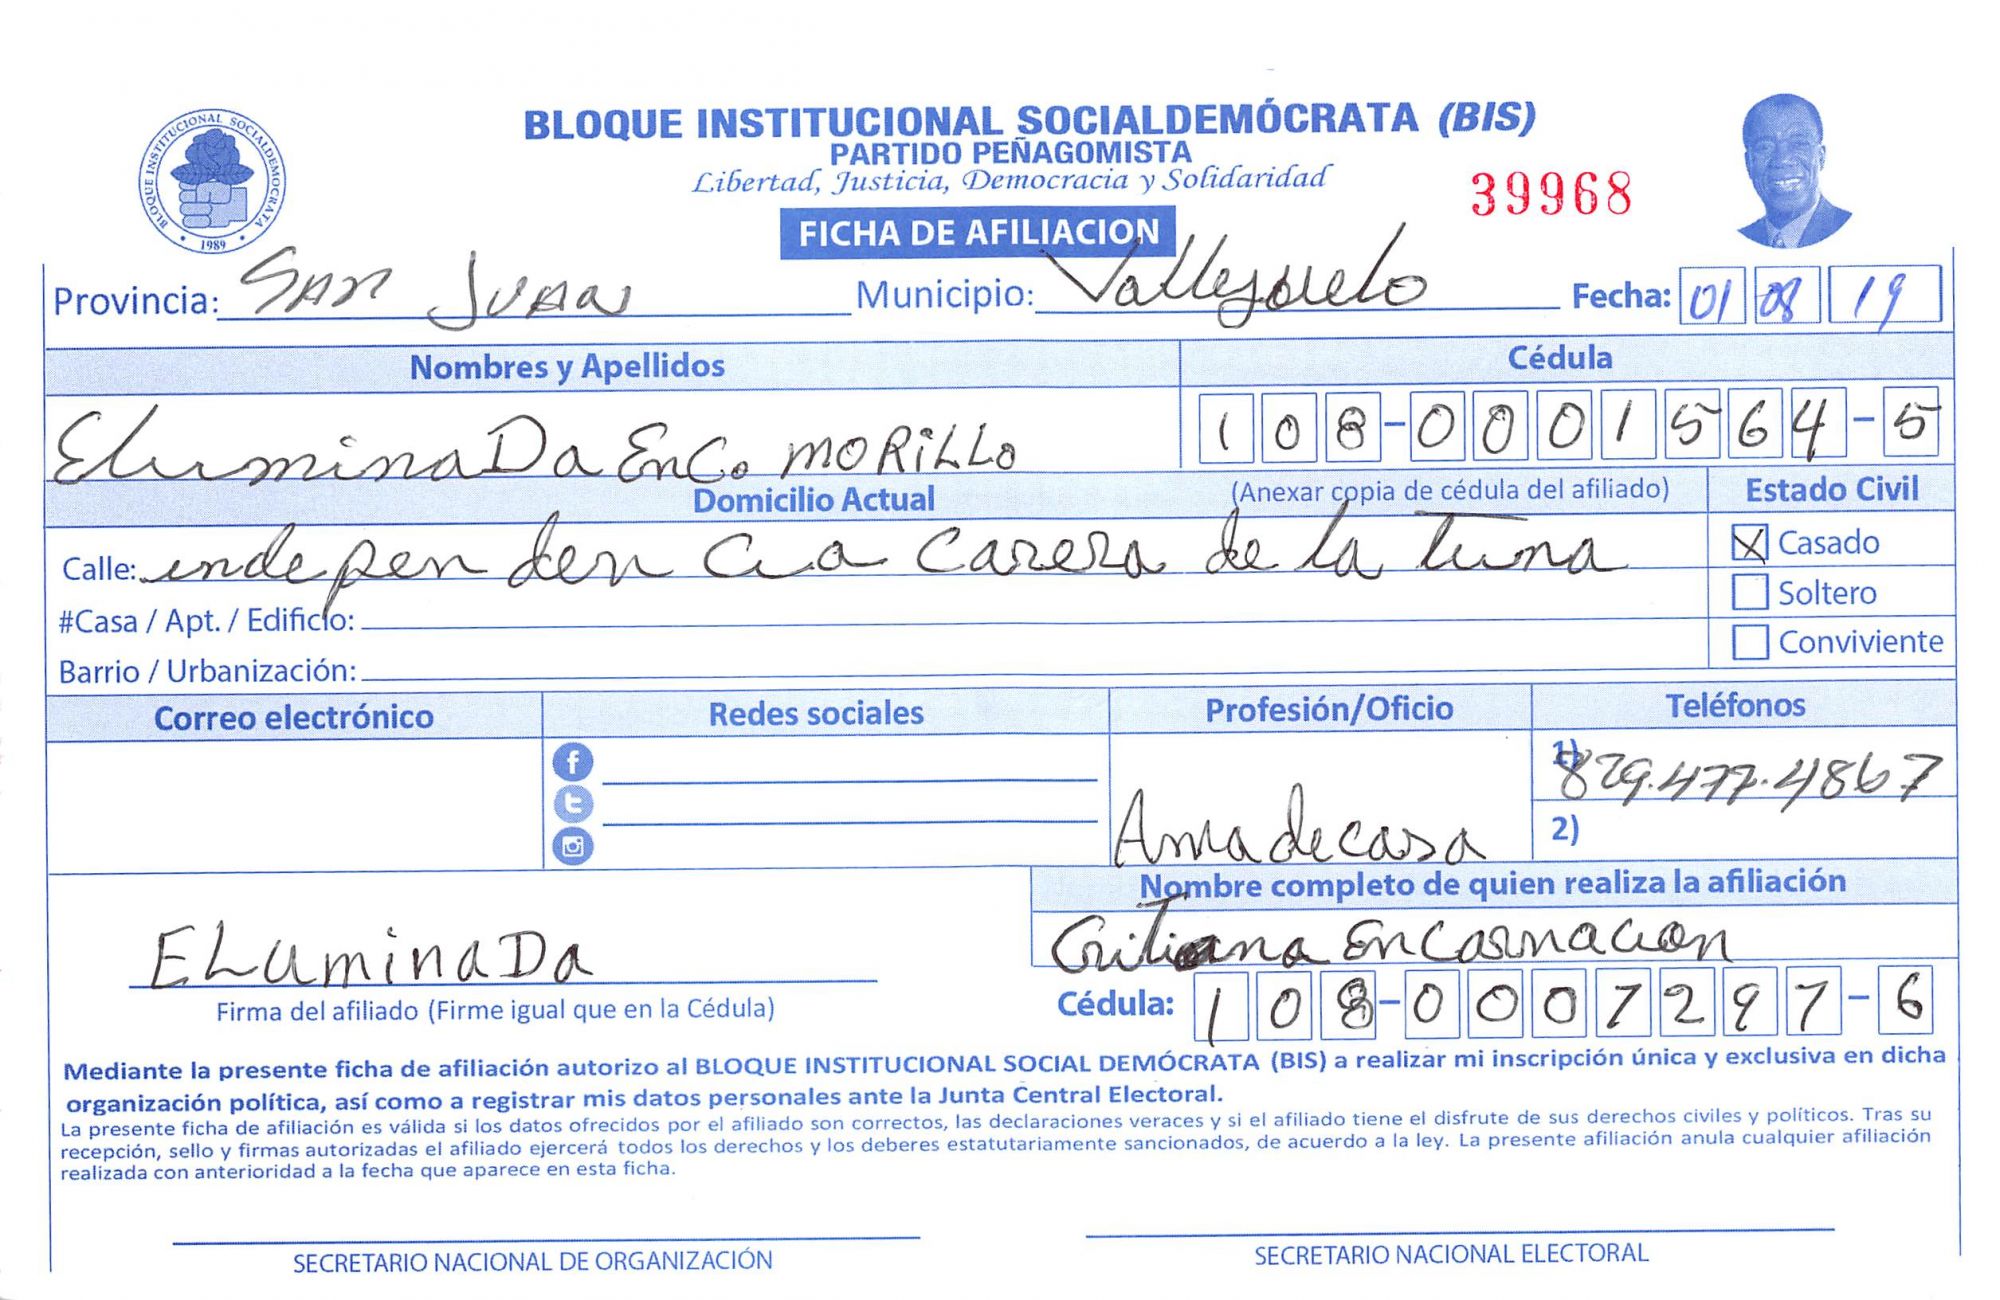 BLOQUE INSTITUCIONAL SOCIALDEMOCRATA
1989
BLOQUE INSTITUCIONAL SOCIALDEMÓCRATA (BIS)
PARTIDO PEÑAGOMISTA
Libertad, Justicia, Democracia y Solidaridad
39968
FICHA DE AFILIACION
Provincia: San Juan Municipio: Vallejuelo Fecha: 01 08 19
Nombres y Apellidos Cédula
EluminaDa Enc. MORiLLo 108-0001564-5
Domicilio Actual (Anexar copia de cédula del afiliado) Estado Civil
Calle: independencia carera de la Tuna X Casado
#Casa / Apt. / Edificio: Soltero
Barrio / Urbanización: Conviviente
Correo electrónico Redes sociales Profesión/Oficio Teléfonos
1) 829.477.4867
Ama de casa 2)
Nombre completo de quien realiza la afiliación
ELuminaDa Encarnacion
Firma del afiliado (Firme igual que en la Cédula) Cédula: 108-0007297-6
Mediante la presente ficha de afiliación autorizo al BLOQUE INSTITUCIONAL SOCIAL DEMÓCRATA (BIS) a realizar mi inscripción única y exclusiva en dicha
organización política, así como a registrar mis datos personales ante la Junta Central Electoral.
La presente ficha de afiliación es válida si los datos ofrecidos por el afiliado son correctos, las declaraciones veraces y si el afiliado tiene el disfrute de sus derechos civiles y políticos. Tras su
recepción, sello y firmas autorizadas el afiliado ejercerá todos los derechos y los deberes estatutariamente sancionados, de acuerdo a la ley. La presente afiliación anula cualquier afiliación
realizada con anterioridad a la fecha que aparece en esta ficha.
SECRETARIO NACIONAL DE ORGANIZACIÓN SECRETARIO NACIONAL ELECTORAL